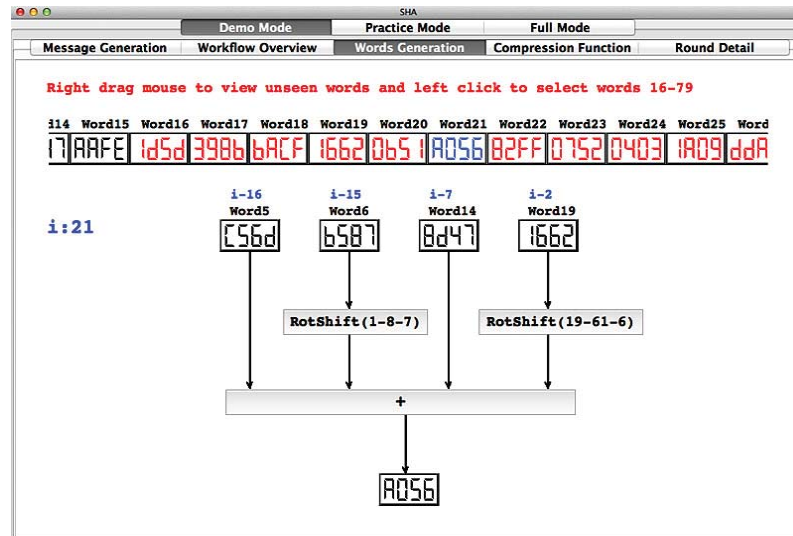 SHA
Demo Mode Practice Mode Full Mode
Message Generation Workflow Overview Words Generation Compression Function Round Detail
Right drag mouse to view unseen words and left click to select words 16-79
i14 Word15 Word16 Word17 Word18 Word19 Word20 Word21 Word22 Word23 Word24 Word25 Word
17 AAFE 1d5d 398b bACF 1662 0b51 A056 82FF 0752 0403 1A09 ddA
i-16 i-15 i-7 i-2
Word5 Word6 Word14 Word19
i:21
C56d b587 8d47 1662
RotShift(1-8-7) RotShift(19-61-6)
+
A056